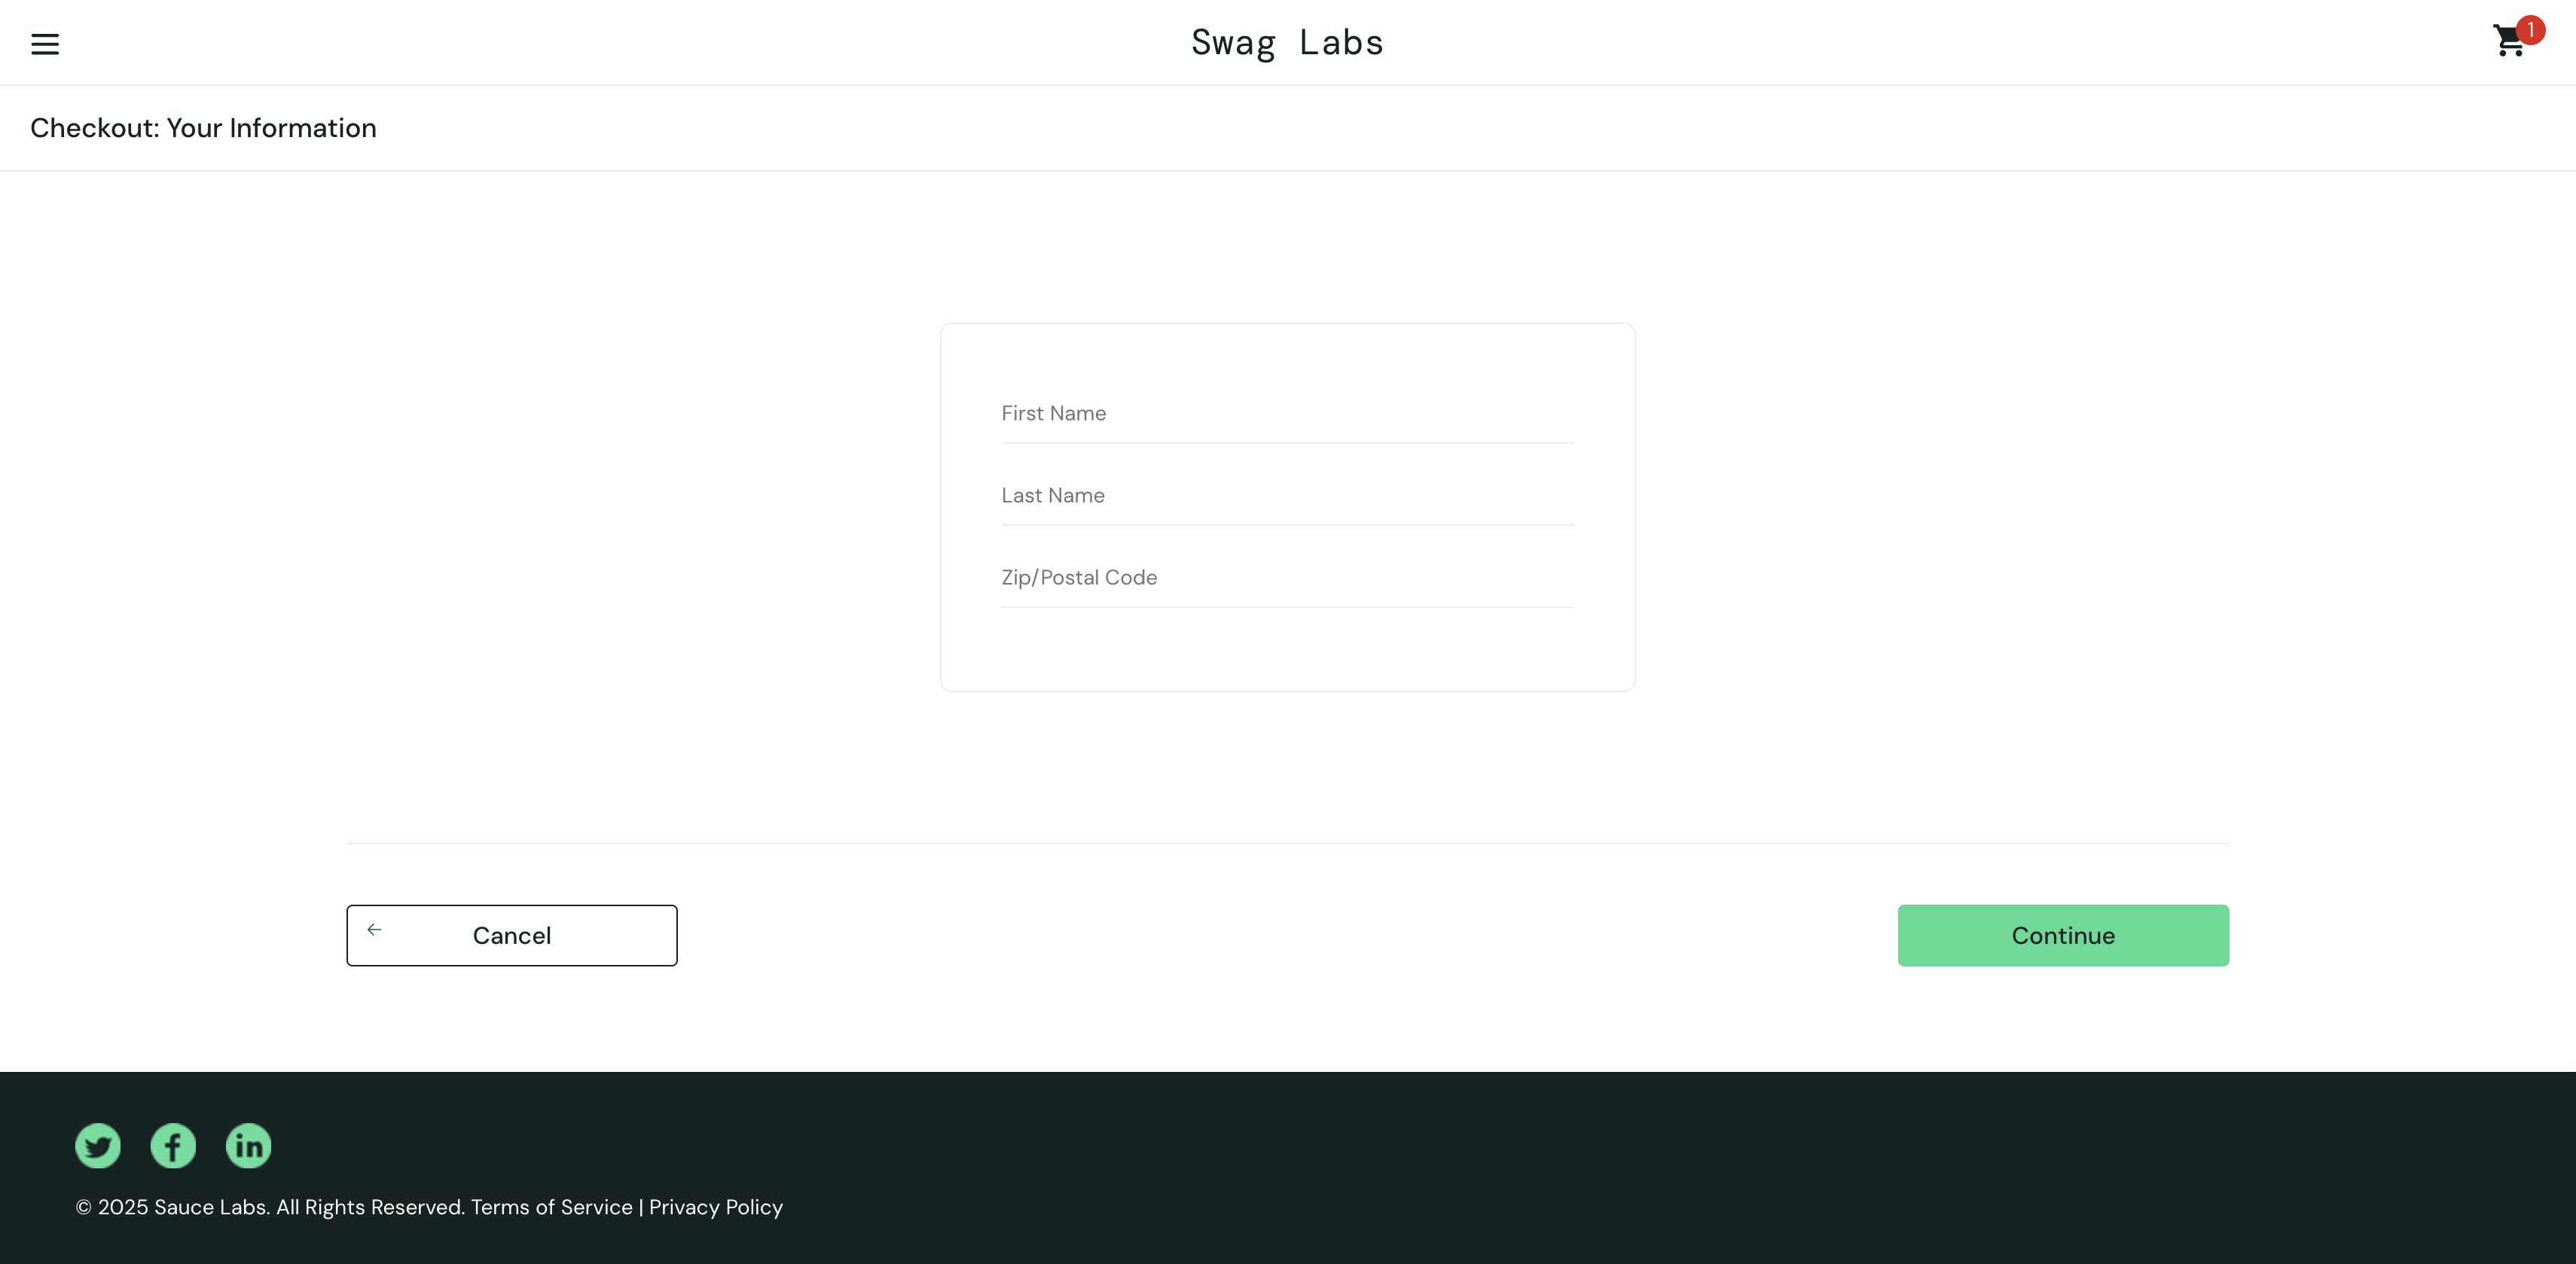 Swag Labs
1
Checkout: Your Information
First Name
Last Name
Zip/Postal Code
Cancel
Continue
© 2025 Sauce Labs. All Rights Reserved. Terms of Service | Privacy Policy